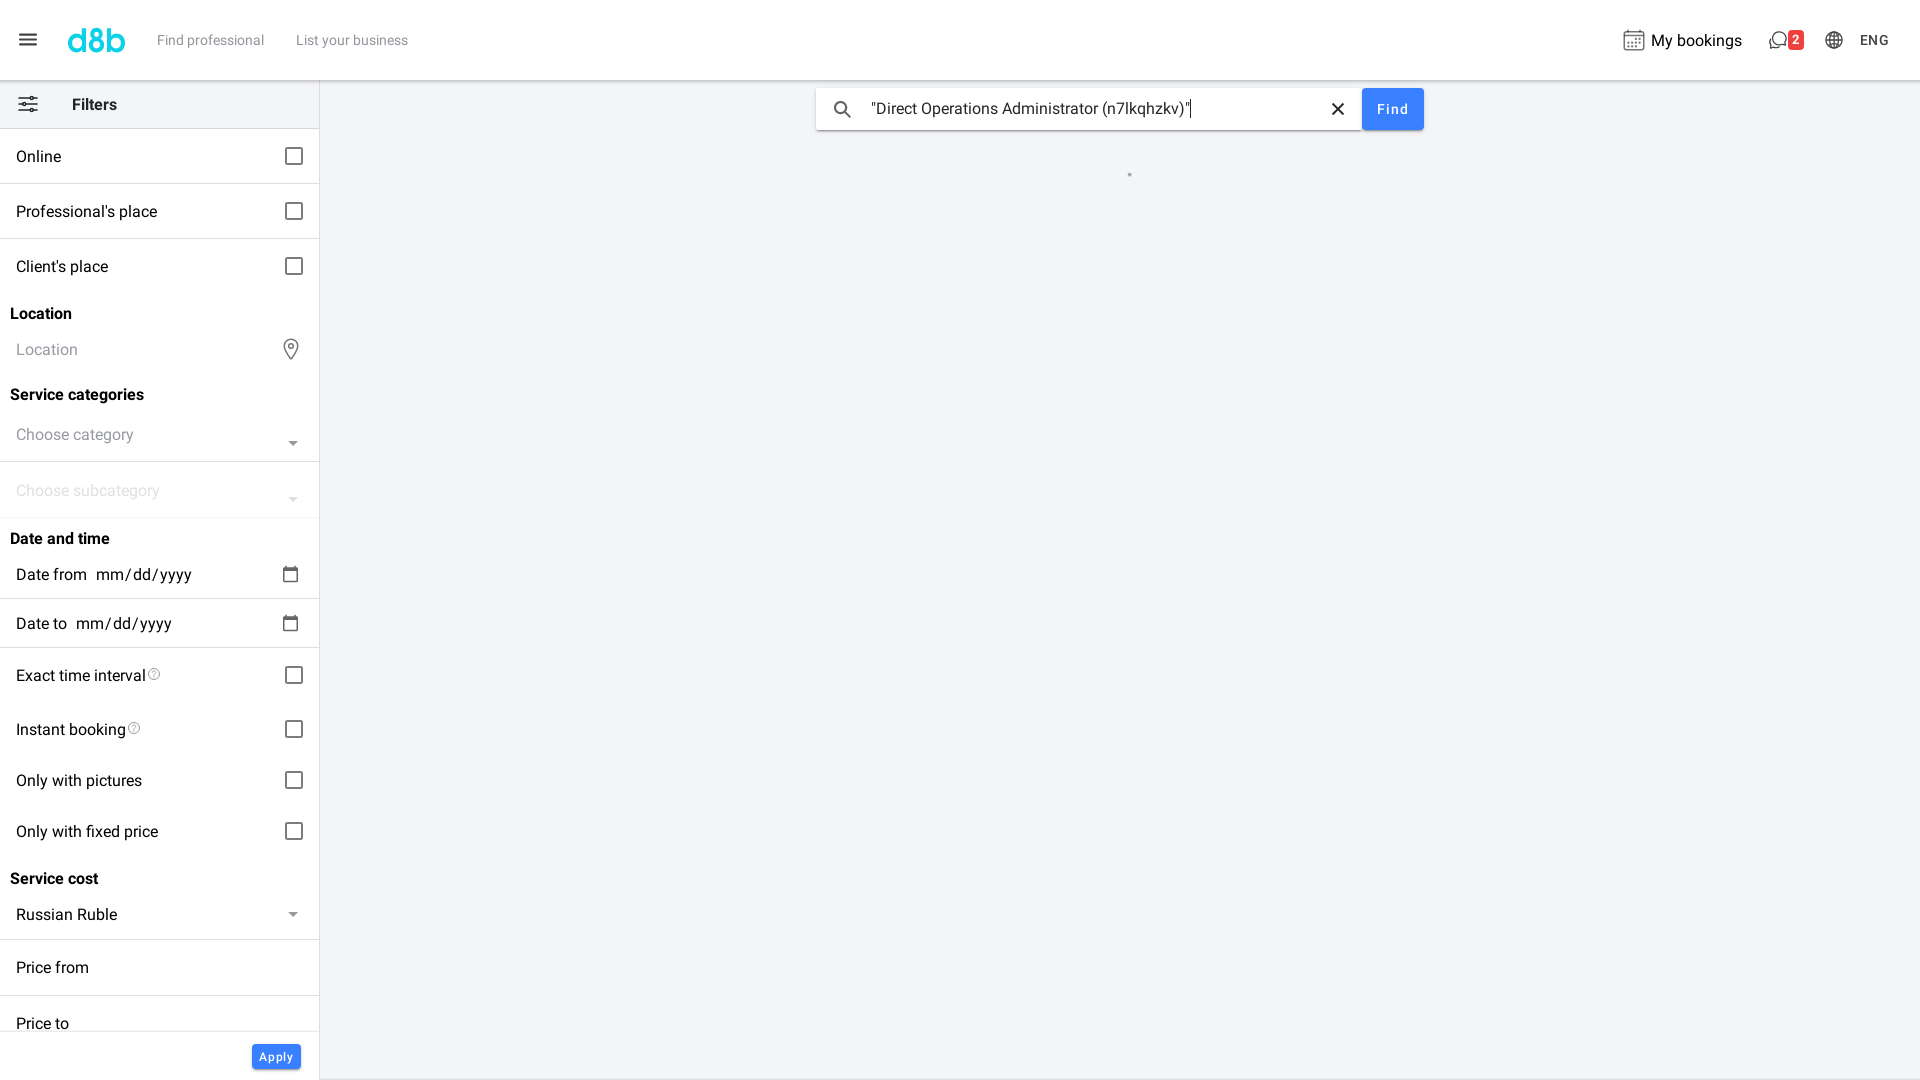 d8b
Find professional
List your business
My bookings
2
ENG
Filters
"Direct Operations Administrator (n7lkqhzkv)"
Find
Online
Professional's place
Client's place
Location
Location
Service categories
Choose category
Choose subcategory
Date and time
Date from mm/dd/yyyy
Date to mm/dd/yyyy
Exact time interval
Instant booking
Only with pictures
Only with fixed price
Service cost
Russian Ruble
Price from
Price to
Apply